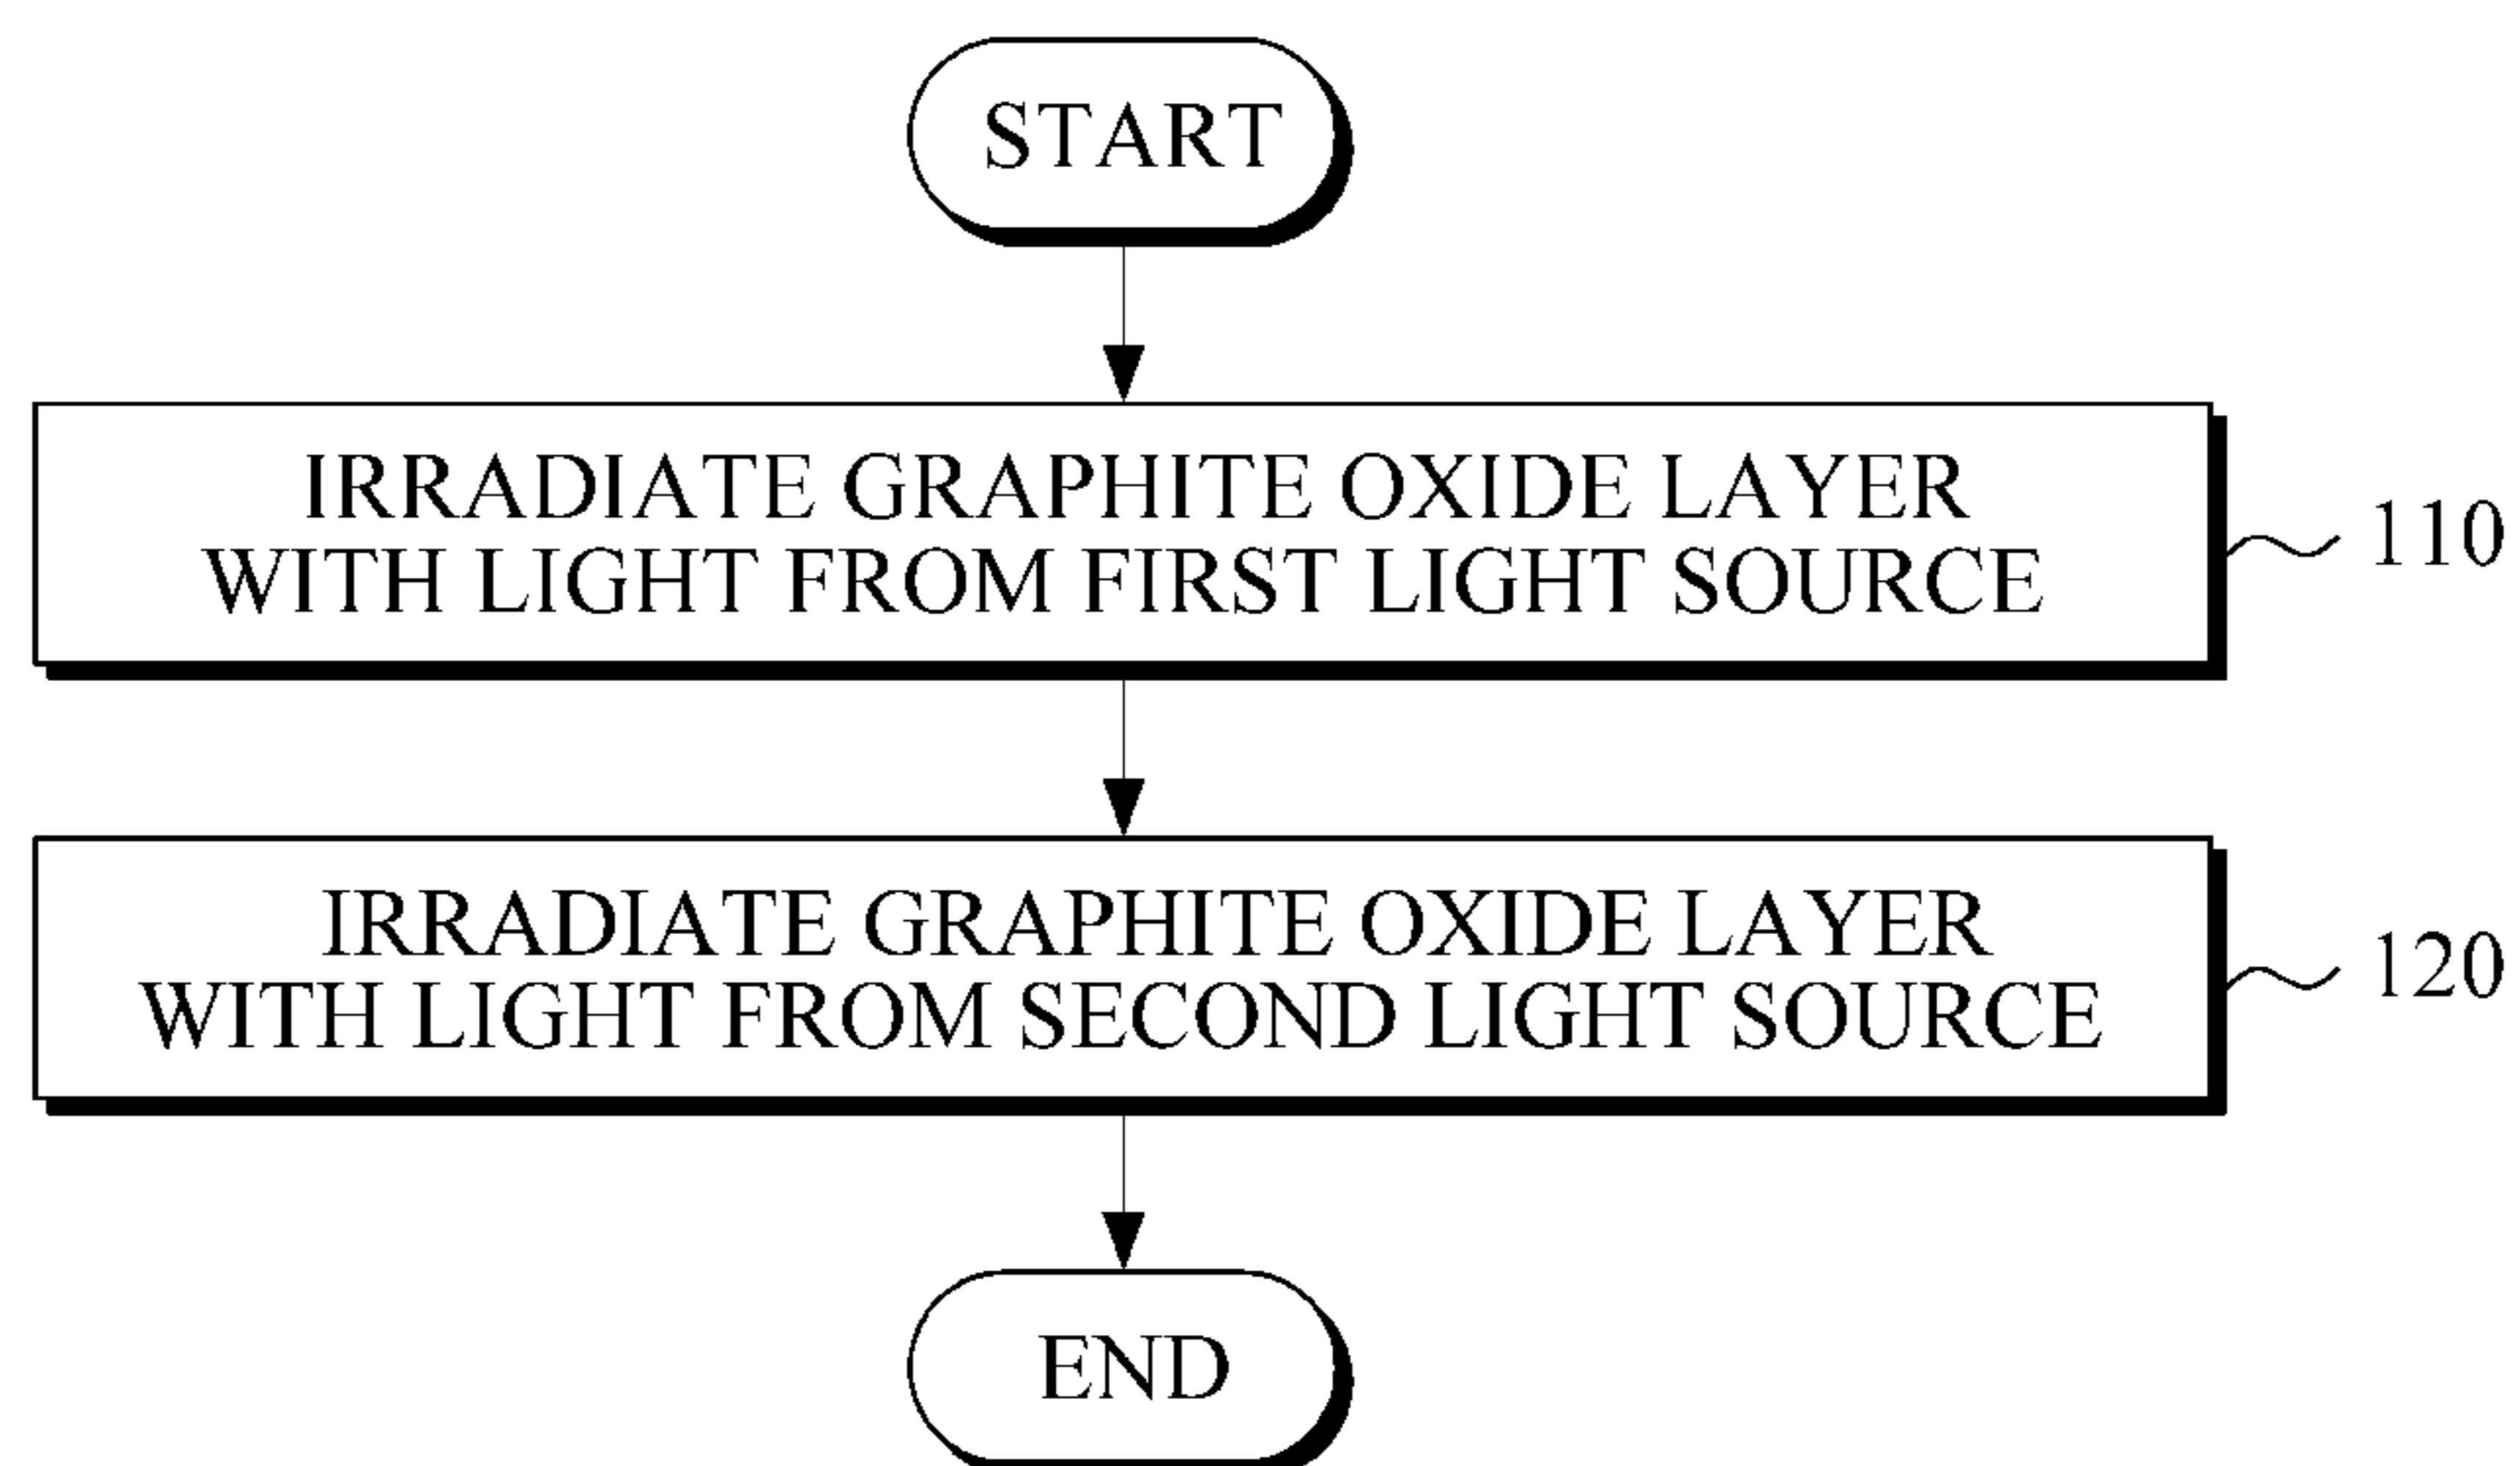 START
IRRADIATE GRAPHITE OXIDE LAYER
WITH LIGHT FROM FIRST LIGHT SOURCE
110
IRRADIATE GRAPHITE OXIDE LAYER
WITH LIGHT FROM SECOND LIGHT SOURCE
120
END